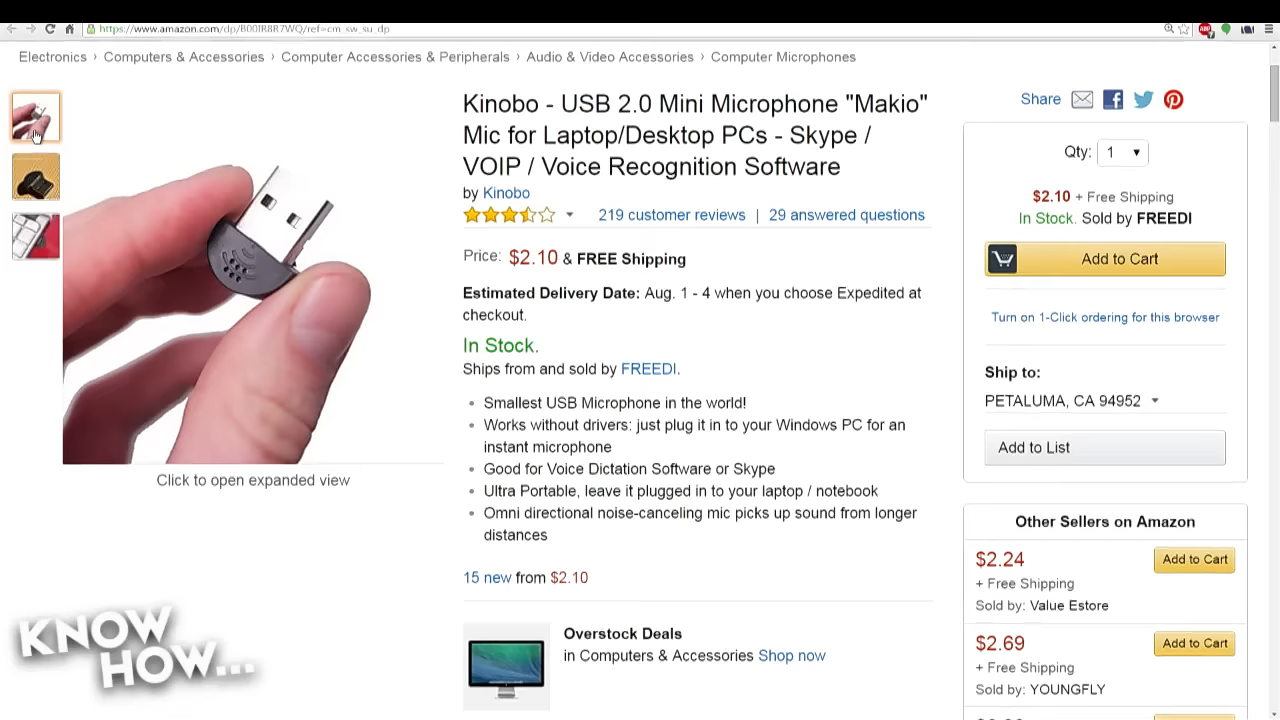 https://www.amazon.com/dp/B00IR8R7WQ/ref=cm_sw_su_dp
Electronics › Computers & Accessories › Computer Accessories & Peripherals › Audio & Video Accessories › Computer Microphones
Kinobo - USB 2.0 Mini Microphone "Makio"
Mic for Laptop/Desktop PCs - Skype /
VOIP / Voice Recognition Software
by Kinobo
219 customer reviews | 29 answered questions
Price: $2.10 & FREE Shipping
Estimated Delivery Date: Aug. 1 - 4 when you choose Expedited at
checkout.
In Stock.
Ships from and sold by FREEDI.
Smallest USB Microphone in the world!
Works without drivers: just plug it in to your Windows PC for an
instant microphone
Good for Voice Dictation Software or Skype
Ultra Portable, leave it plugged in to your laptop / notebook
Omni directional noise-canceling mic picks up sound from longer
distances
15 new from $2.10
Overstock Deals
in Computers & Accessories Shop now
Click to open expanded view
KNOW
HOW...
Share
Qty: 1
$2.10 + Free Shipping
In Stock. Sold by FREEDI
Add to Cart
Turn on 1-Click ordering for this browser
Ship to:
PETALUMA, CA 94952
Add to List
Other Sellers on Amazon
$2.24 Add to Cart
+ Free Shipping
Sold by: Value Estore
$2.69 Add to Cart
+ Free Shipping
Sold by: YOUNGFLY